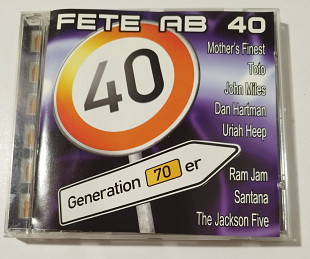 FETE AB 40
40
Mother's Finest
Toto
John Miles
Dan Hartman
Uriah Heep
Generation 70 er
Ram Jam
Santana
The Jackson Five